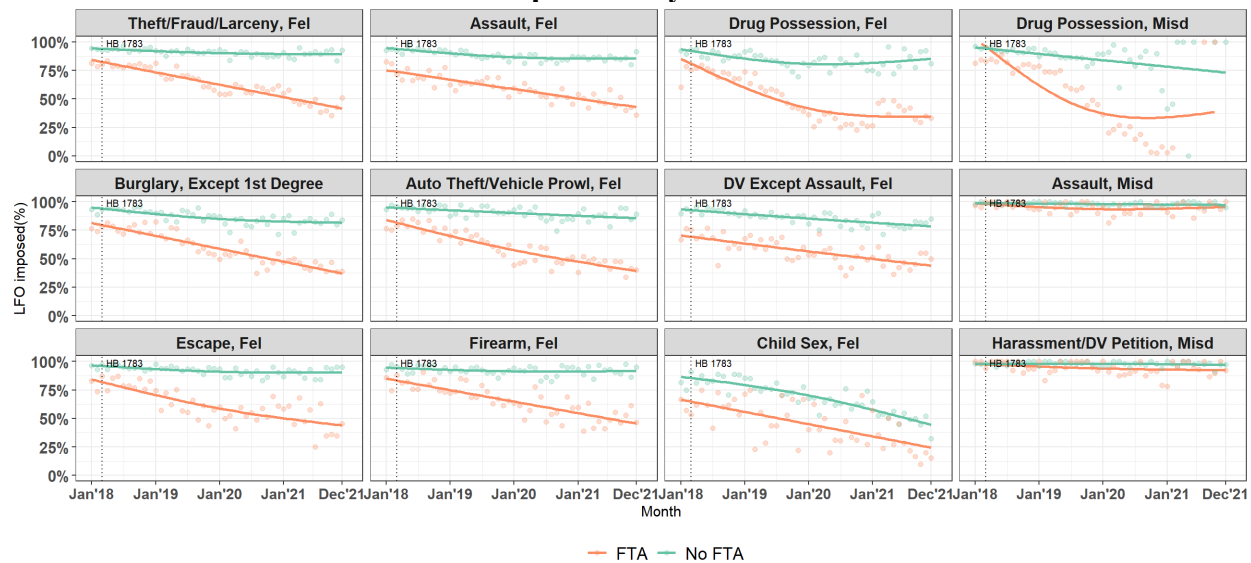 Theft/Fraud/Larceny, Fel
Assault, Fel
Drug Possession, Fel
Drug Possession, Misd
100%
75%
50%
25%
0%
HB 1783
HB 1783
HB 1783
HB 1783
Burglary, Except 1st Degree
Auto Theft/Vehicle Prowl, Fel
DV Except Assault, Fel
Assault, Misd
100%
75%
50%
25%
0%
HB 1783
HB 1783
HB 1783
HB 1783
LFO imposed(%)
Escape, Fel
Firearm, Fel
Child Sex, Fel
Harassment/DV Petition, Misd
100%
75%
50%
25%
0%
HB 1783
HB 1783
HB 1783
HB 1783
Jan'18 Jan'19 Jan'20 Jan'21 Dec'21
Jan'18 Jan'19 Jan'20 Jan'21 Dec'21
Jan'18 Jan'19 Jan'20 Jan'21 Dec'21
Jan'18 Jan'19 Jan'20 Jan'21 Dec'21
Month
FTA No FTA